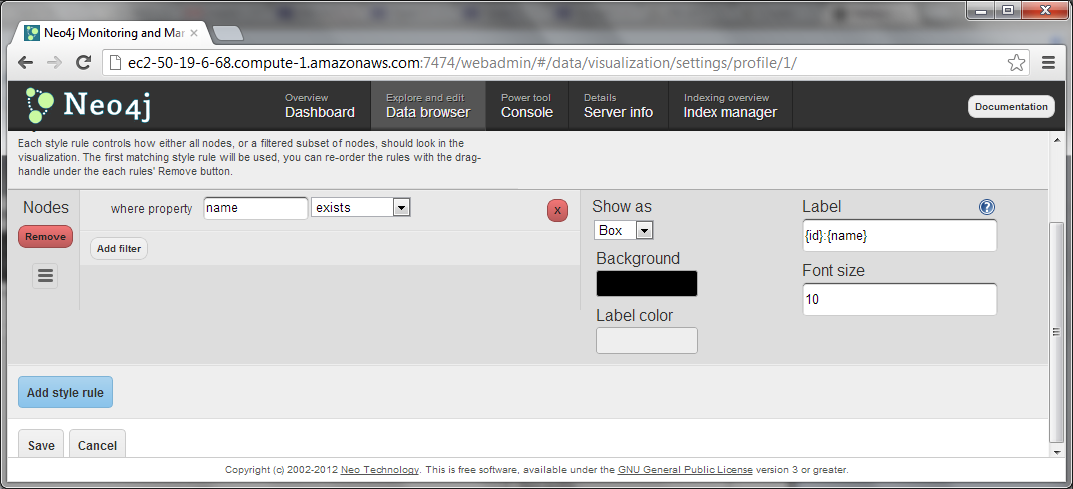 Neo4j Monitoring and Mar
ec2-50-19-6-68.compute-1.amazonaws.com:7474/webadmin/#/data/visualization/settings/profile/1/
Neo4j
Overview
Dashboard
Explore and edit
Data browser
Power tool
Console
Details
Server info
Indexing overview
Index manager
Documentation
Each style rule controls how either all nodes, or a filtered subset of nodes, should look in the
visualization. The first matching style rule will be used, you can re-order the rules with the drag-
handle under the each rules' Remove button.
Nodes
Remove
where property name exists
X
Add filter
Show as
Box
Background
Label color
Label
?
{id}:{name}
Font size
10
Add style rule
Save Cancel
Copyright (c) 2002-2012 Neo Technology. This is free software, available under the GNU General Public License version 3 or greater.